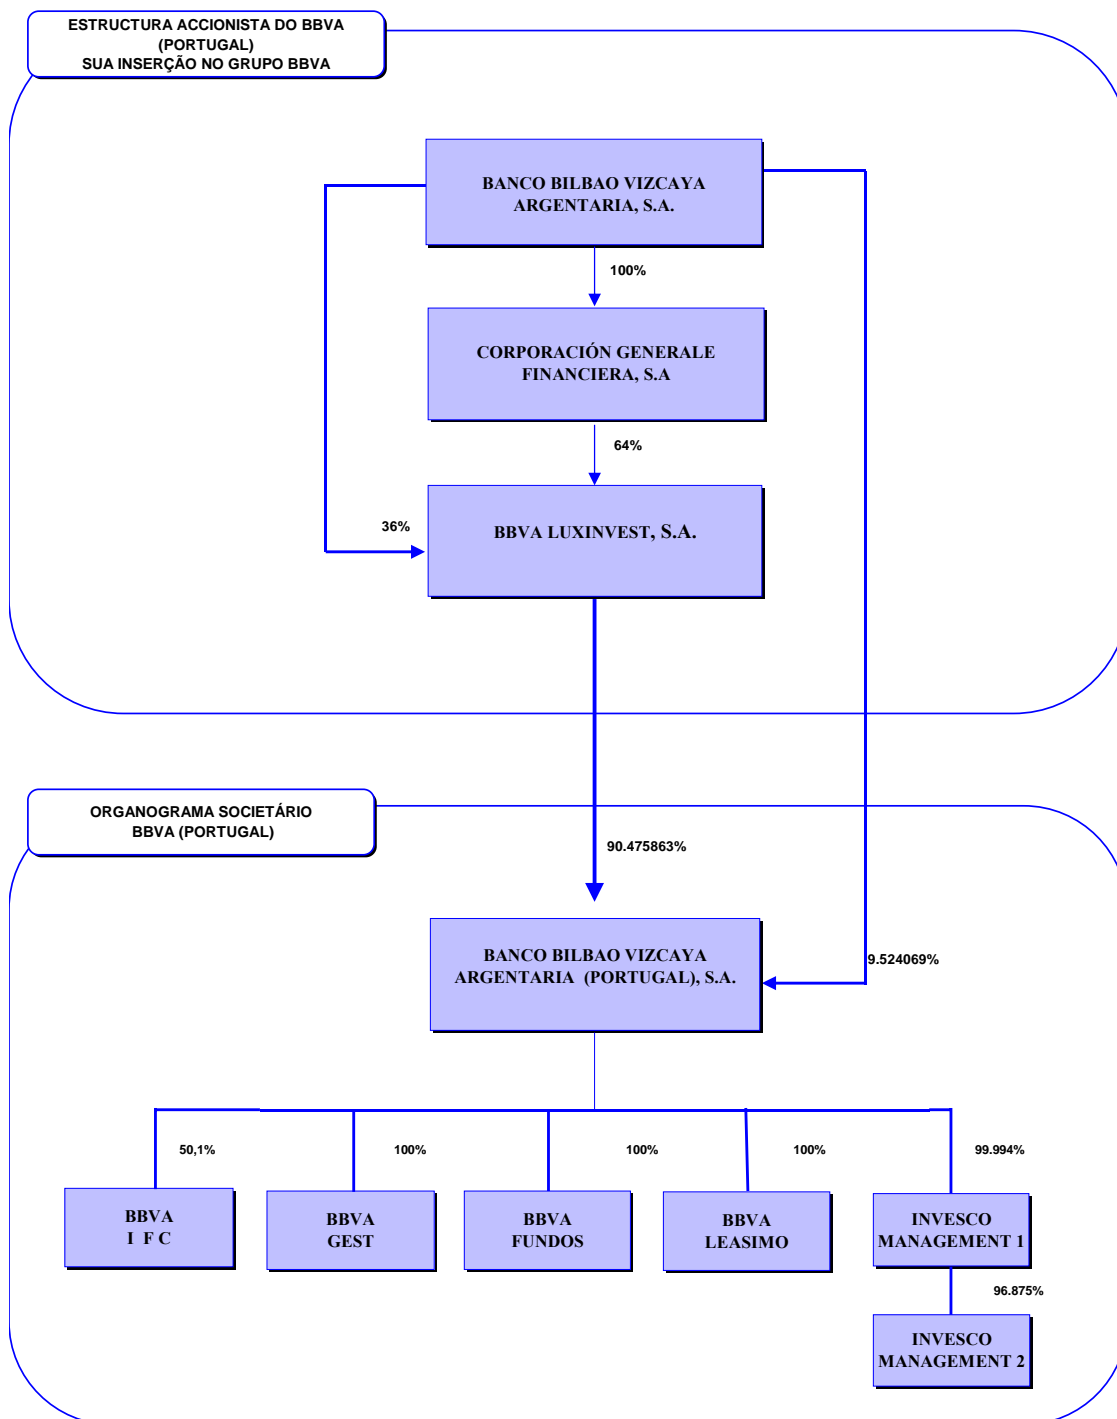 ESTRUCTURA ACCIONISTA DO BBVA
(PORTUGAL)
SUA INSERÇÃO NO GRUPO BBVA
BANCO BILBAO VIZCAYA
ARGENTARIA, S.A.
100%
CORPORACIÓN GENERALE
FINANCIERA, S.A
64%
36%
BBVA LUXINVEST, S.A.
ORGANOGRAMA SOCIETÁRIO
BBVA (PORTUGAL)
90.475863%
BANCO BILBAO VIZCAYA
ARGENTARIA (PORTUGAL), S.A.
9.524069%
50,1%
100%
100%
100%
99.994%
BBVA
I F C
BBVA
GEST
BBVA
FUNDOS
BBVA
LEASIMO
INVESCO
MANAGEMENT 1
96.875%
INVESCO
MANAGEMENT 2